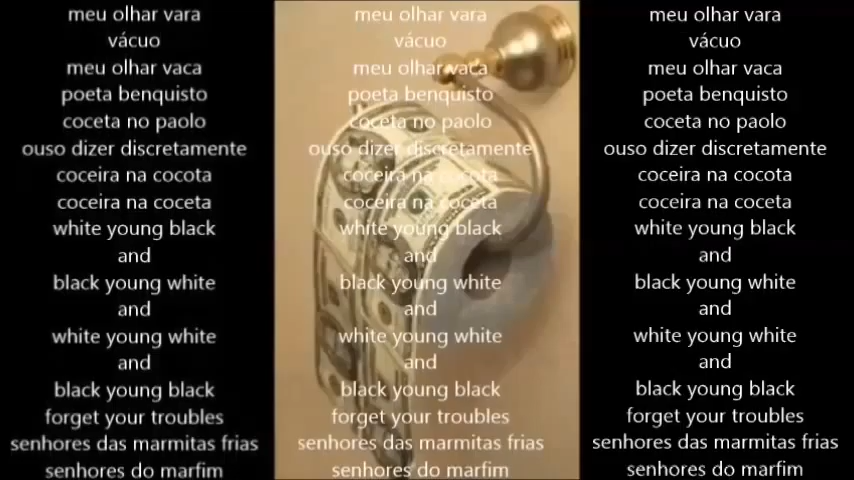 meu olhar vara
vácuo
meu olhar vaca
poeta benquisto
coceta no paolo
ouso dizer discretamente
coceira na cocota
coceira na coceta
white young black
and
black young white
and
white young white
and
black young black
forget your troubles
senhores das marmitas frias
senhores do marfim
meu olhar vara
vácuo
meu olhar vaca
poeta benquisto
coceta no paolo
ouso dizer discretamente
coceira na cocota
coceira na coceta
white young black
and
black young white
and
white young white
and
black young black
forget your troubles
senhores das marmitas frias
senhores do marfim
meu olhar vara
vácuo
meu olhar vaca
poeta benquisto
coceta no paolo
ouso dizer discretamente
coceira na cocota
coceira na coceta
white young black
and
black young white
and
white young white
and
black young black
forget your troubles
senhores das marmitas frias
senhores do marfim